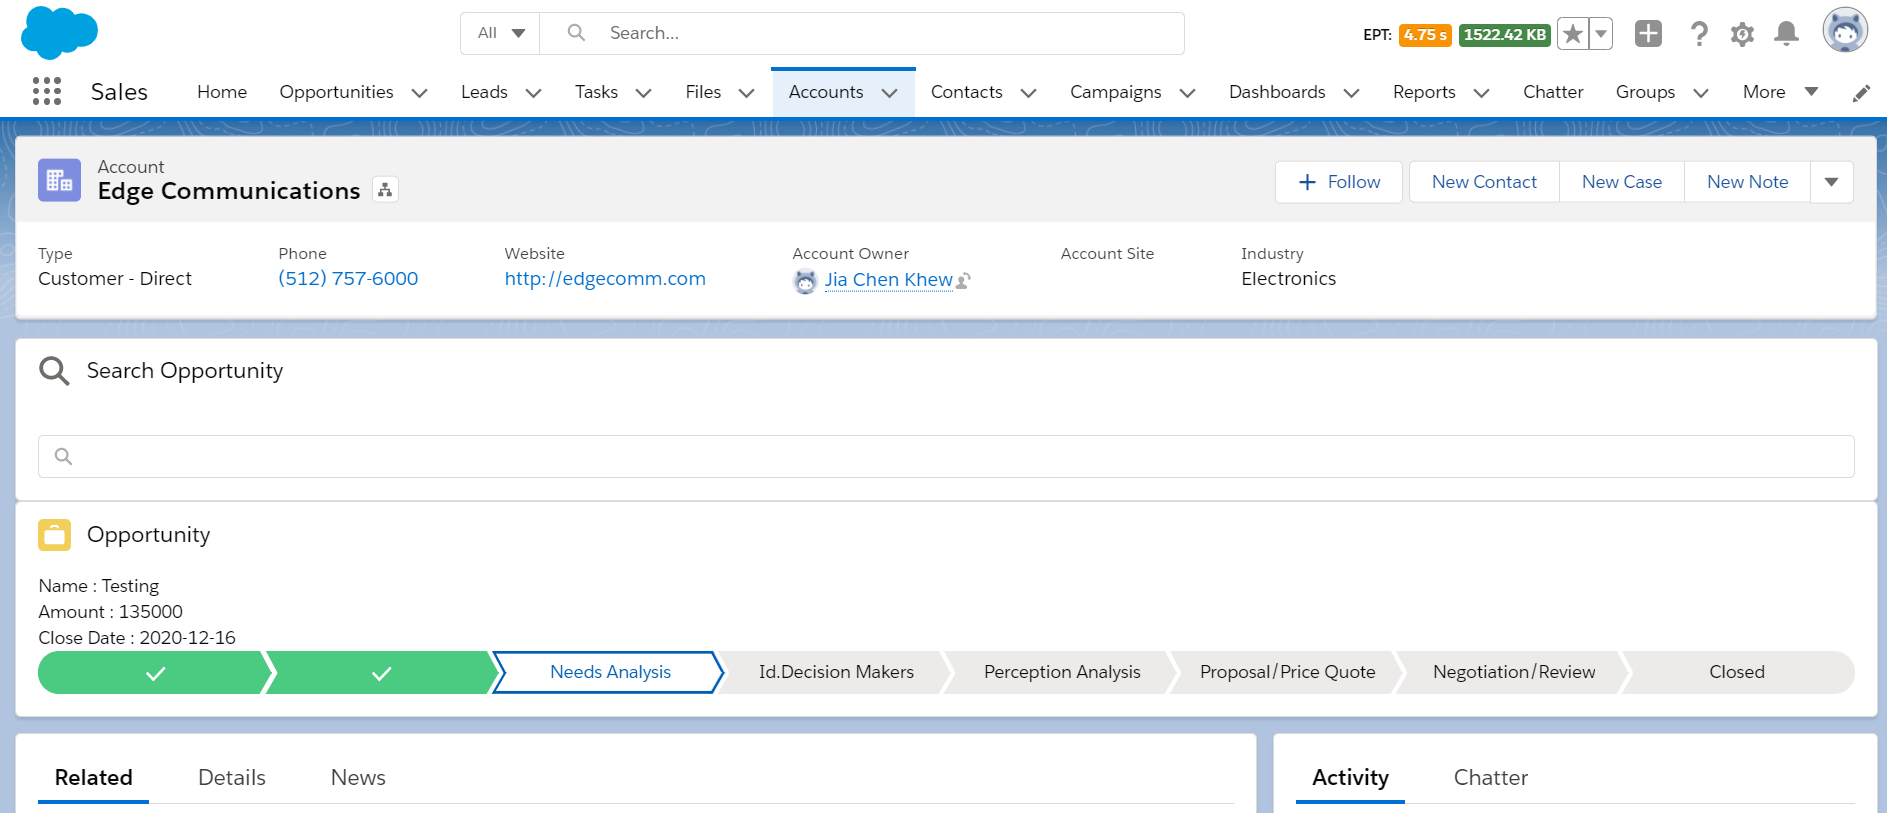 All Search... EPT: 4.75 s 1522.42 KB
Sales Home Opportunities Leads Tasks Files Accounts Contacts Campaigns Dashboards Reports Chatter Groups More
Account
Edge Communications
Follow New Contact New Case New Note
Type Phone Website Account Owner Account Site Industry
Customer - Direct (512) 757-6000 http://edgecomm.com Jia Chen Khew Electronics
Search Opportunity
Opportunity
Name : Testing
Amount : 135000
Close Date : 2020-12-16
Needs Analysis Id.Decision Makers Perception Analysis Proposal/Price Quote Negotiation/Review Closed
Related Details News Activity Chatter